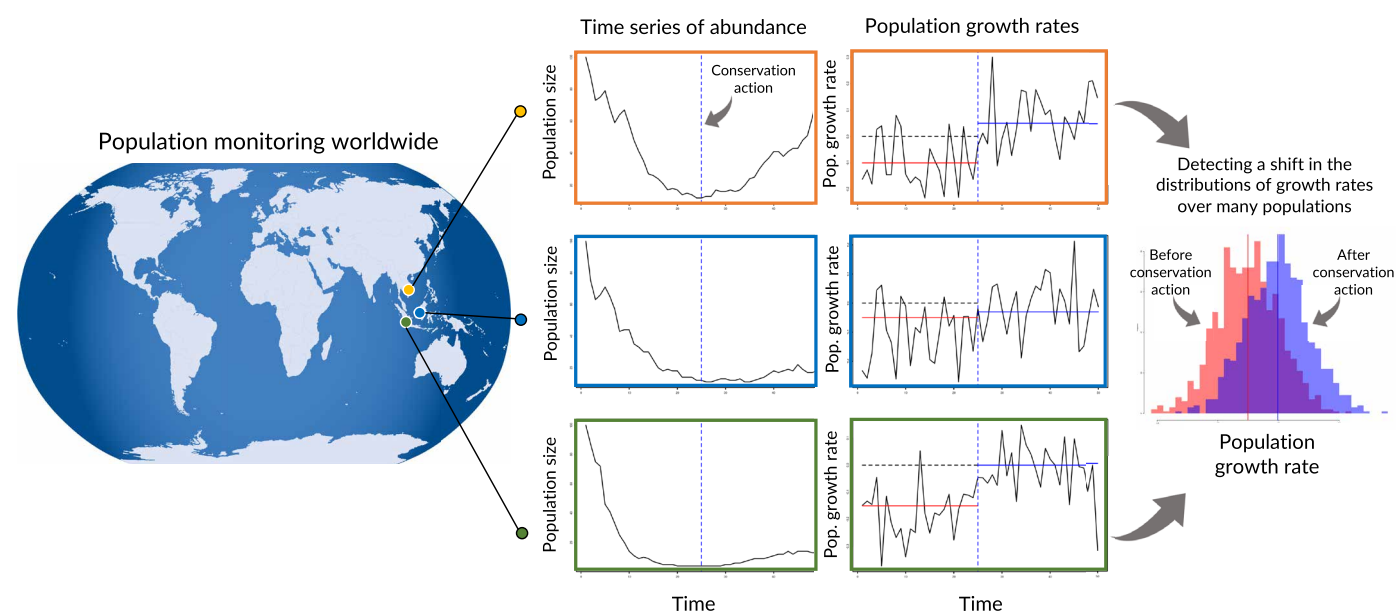 Time series of abundance
Population growth rates
Population monitoring worldwide
Population size
Conservation
action
Pop. growth rate
Population size
Pop. growth rate
Population size
Pop. growth rate
Time
Time
Detecting a shift in the
distributions of growth rates
over many populations
Before
conservation
action
After
conservation
action
Population
growth rate